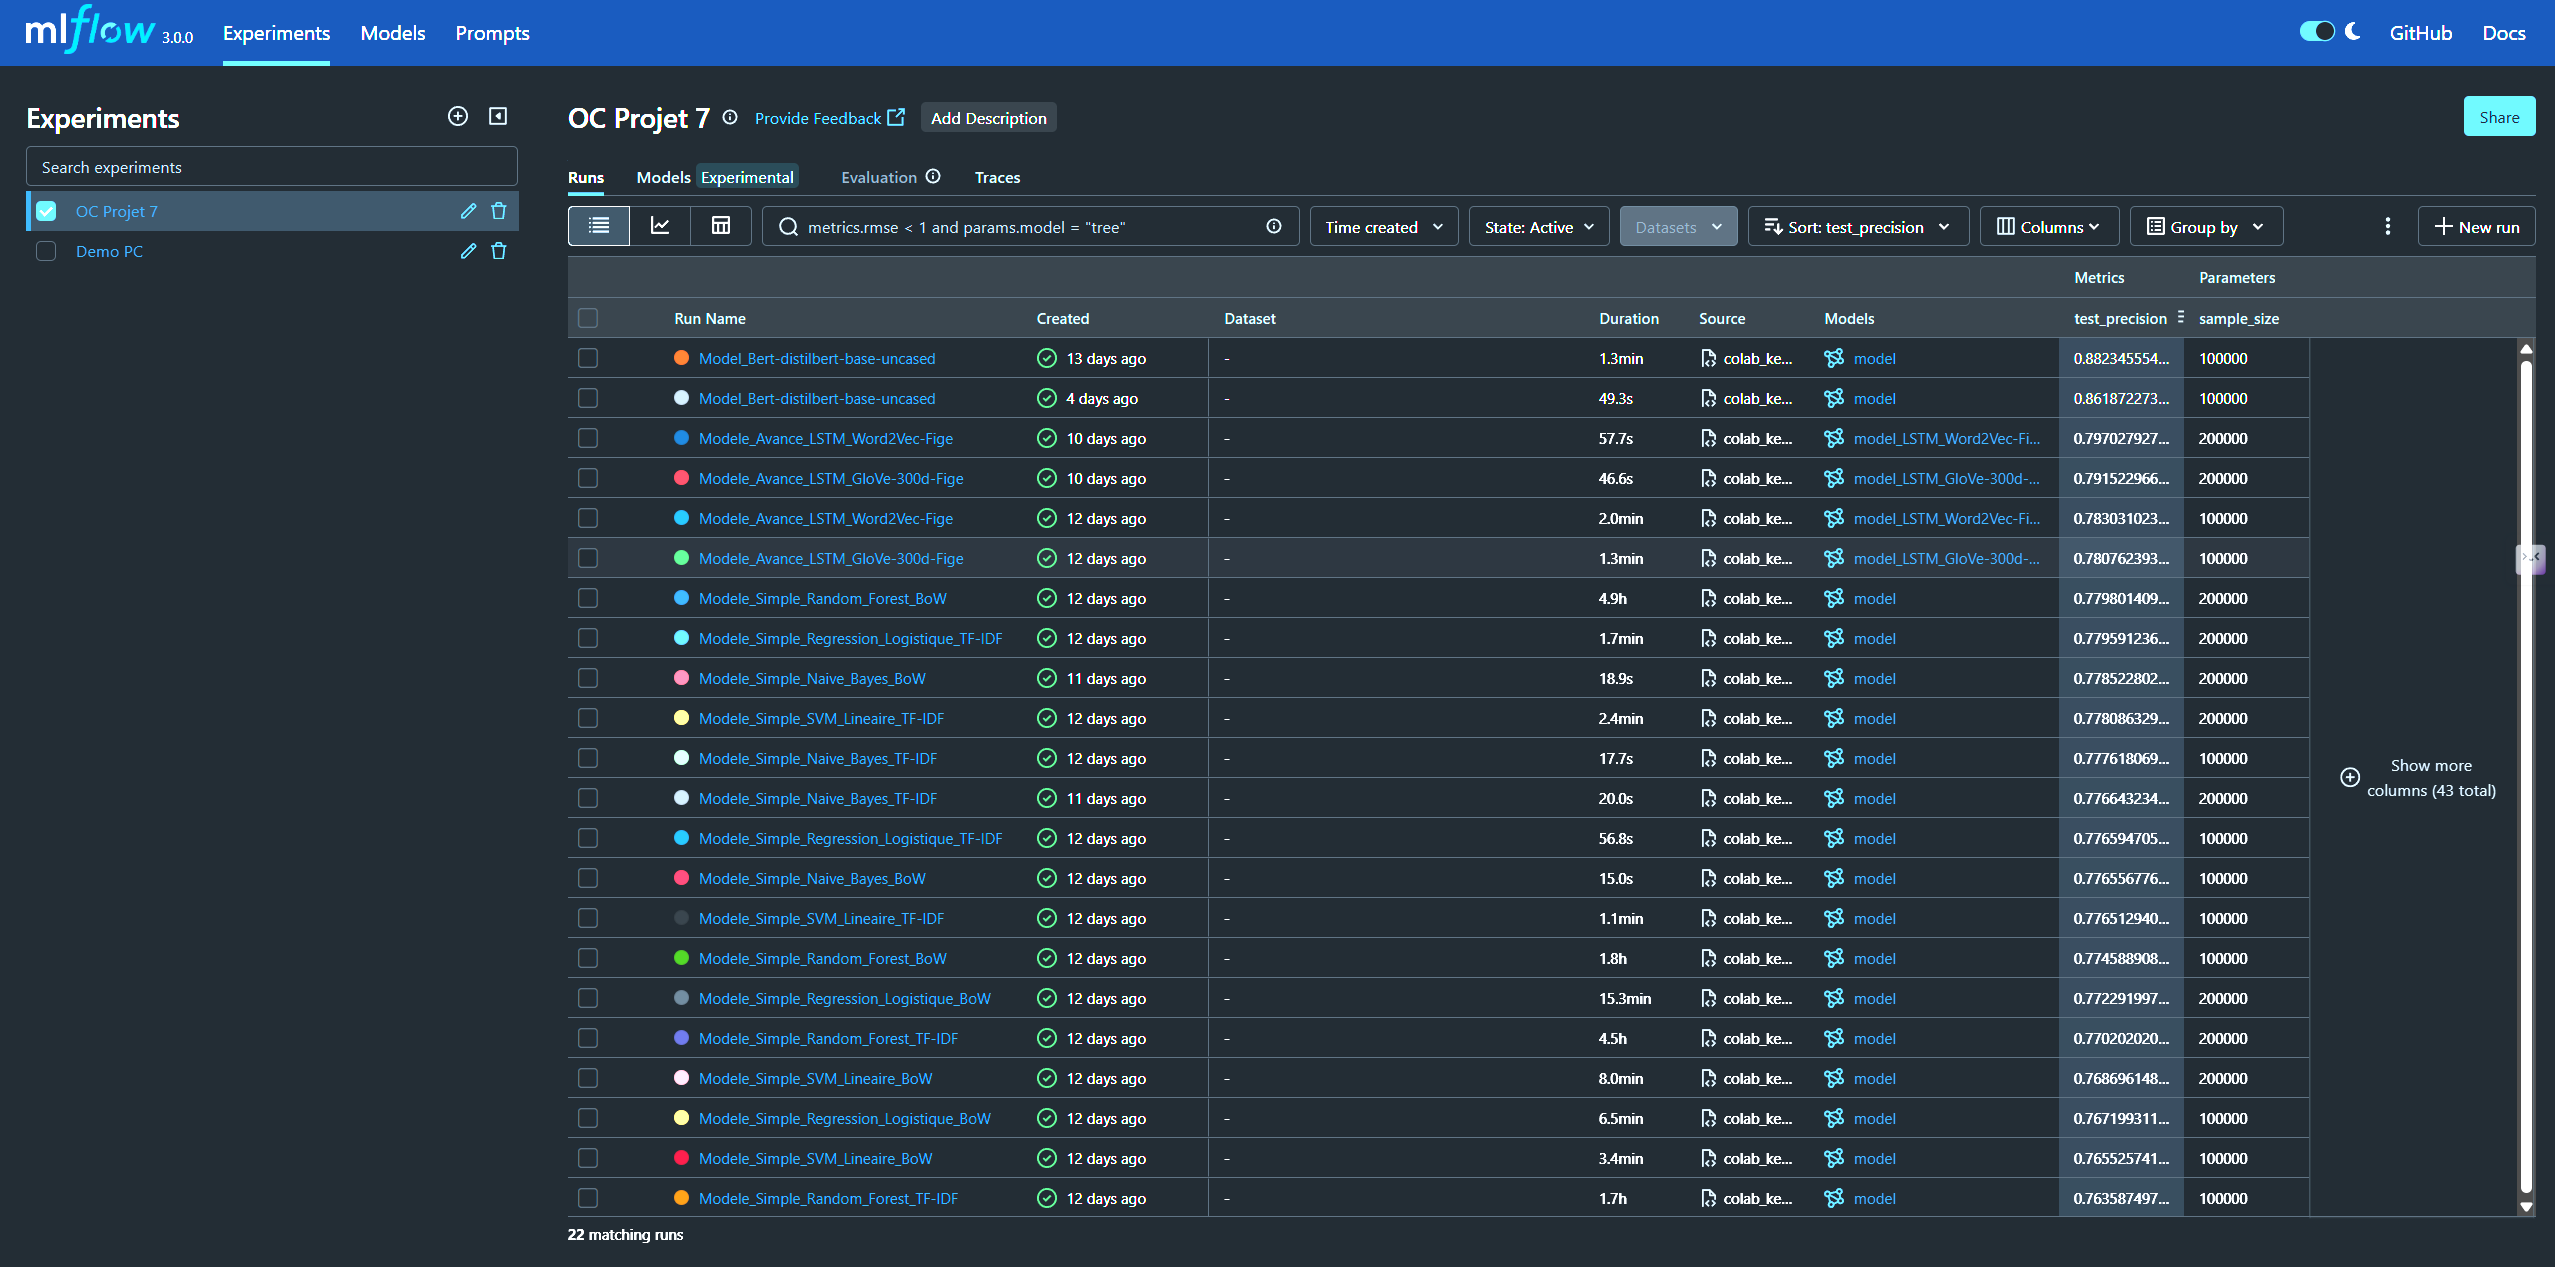 mlflow 3.0.0 Experiments Models Prompts GitHub Docs
Experiments
Search experiments
OC Projet 7
Demo PC
OC Projet 7 Provide Feedback Add Description Share
Runs Models Experimental Evaluation Traces
metrics.rmse < 1 and params.model = "tree" Time created State: Active Datasets Sort: test_precision Columns Group by New run
Metrics Parameters
Run Name Created Dataset Duration Source Models test_precision sample_size
Model_Bert-distilbert-base-uncased 13 days ago - 1.3min colab_ke... model 0.882345554... 100000
Model_Bert-distilbert-base-uncased 4 days ago - 49.3s colab_ke... model 0.861872273... 100000
Modele_Avance_LSTM_Word2Vec-Fige 10 days ago - 57.7s colab_ke... model_LSTM_Word2Vec-Fi... 0.797027927... 200000
Modele_Avance_LSTM_GloVe-300d-Fige 10 days ago - 46.6s colab_ke... model_LSTM_GloVe-300d-... 0.791522966... 200000
Modele_Avance_LSTM_Word2Vec-Fige 12 days ago - 2.0min colab_ke... model_LSTM_Word2Vec-Fi... 0.783031023... 100000
Modele_Avance_LSTM_GloVe-300d-Fige 12 days ago - 1.3min colab_ke... model_LSTM_GloVe-300d-... 0.780762393... 100000
Modele_Simple_Random_Forest_BoW 12 days ago - 4.9h colab_ke... model 0.779801409... 200000
Modele_Simple_Regression_Logistique_TF-IDF 12 days ago - 1.7min colab_ke... model 0.779591236... 200000
Modele_Simple_Naive_Bayes_BoW 11 days ago - 18.9s colab_ke... model 0.778522802... 200000
Modele_Simple_SVM_Lineaire_TF-IDF 12 days ago - 2.4min colab_ke... model 0.778086329... 200000
Modele_Simple_Naive_Bayes_TF-IDF 12 days ago - 17.7s colab_ke... model 0.777618069... 100000
Modele_Simple_Naive_Bayes_TF-IDF 11 days ago - 20.0s colab_ke... model 0.776643234... 200000
Modele_Simple_Regression_Logistique_TF-IDF 12 days ago - 56.8s colab_ke... model 0.776594705... 100000
Modele_Simple_Naive_Bayes_BoW 12 days ago - 15.0s colab_ke... model 0.776556776... 100000
Modele_Simple_SVM_Lineaire_TF-IDF 12 days ago - 1.1min colab_ke... model 0.776512940... 100000
Modele_Simple_Random_Forest_BoW 12 days ago - 1.8h colab_ke... model 0.774588908... 100000
Modele_Simple_Regression_Logistique_BoW 12 days ago - 15.3min colab_ke... model 0.772291997... 200000
Modele_Simple_Random_Forest_TF-IDF 12 days ago - 4.5h colab_ke... model 0.770202020... 200000
Modele_Simple_SVM_Lineaire_BoW 12 days ago - 8.0min colab_ke... model 0.768696148... 200000
Modele_Simple_Regression_Logistique_BoW 12 days ago - 6.5min colab_ke... model 0.767199311... 100000
Modele_Simple_SVM_Lineaire_BoW 12 days ago - 3.4min colab_ke... model 0.765525741... 100000
Modele_Simple_Random_Forest_TF-IDF 12 days ago - 1.7h colab_ke... model 0.763587497... 100000
Show more
columns (43 total)
22 matching runs